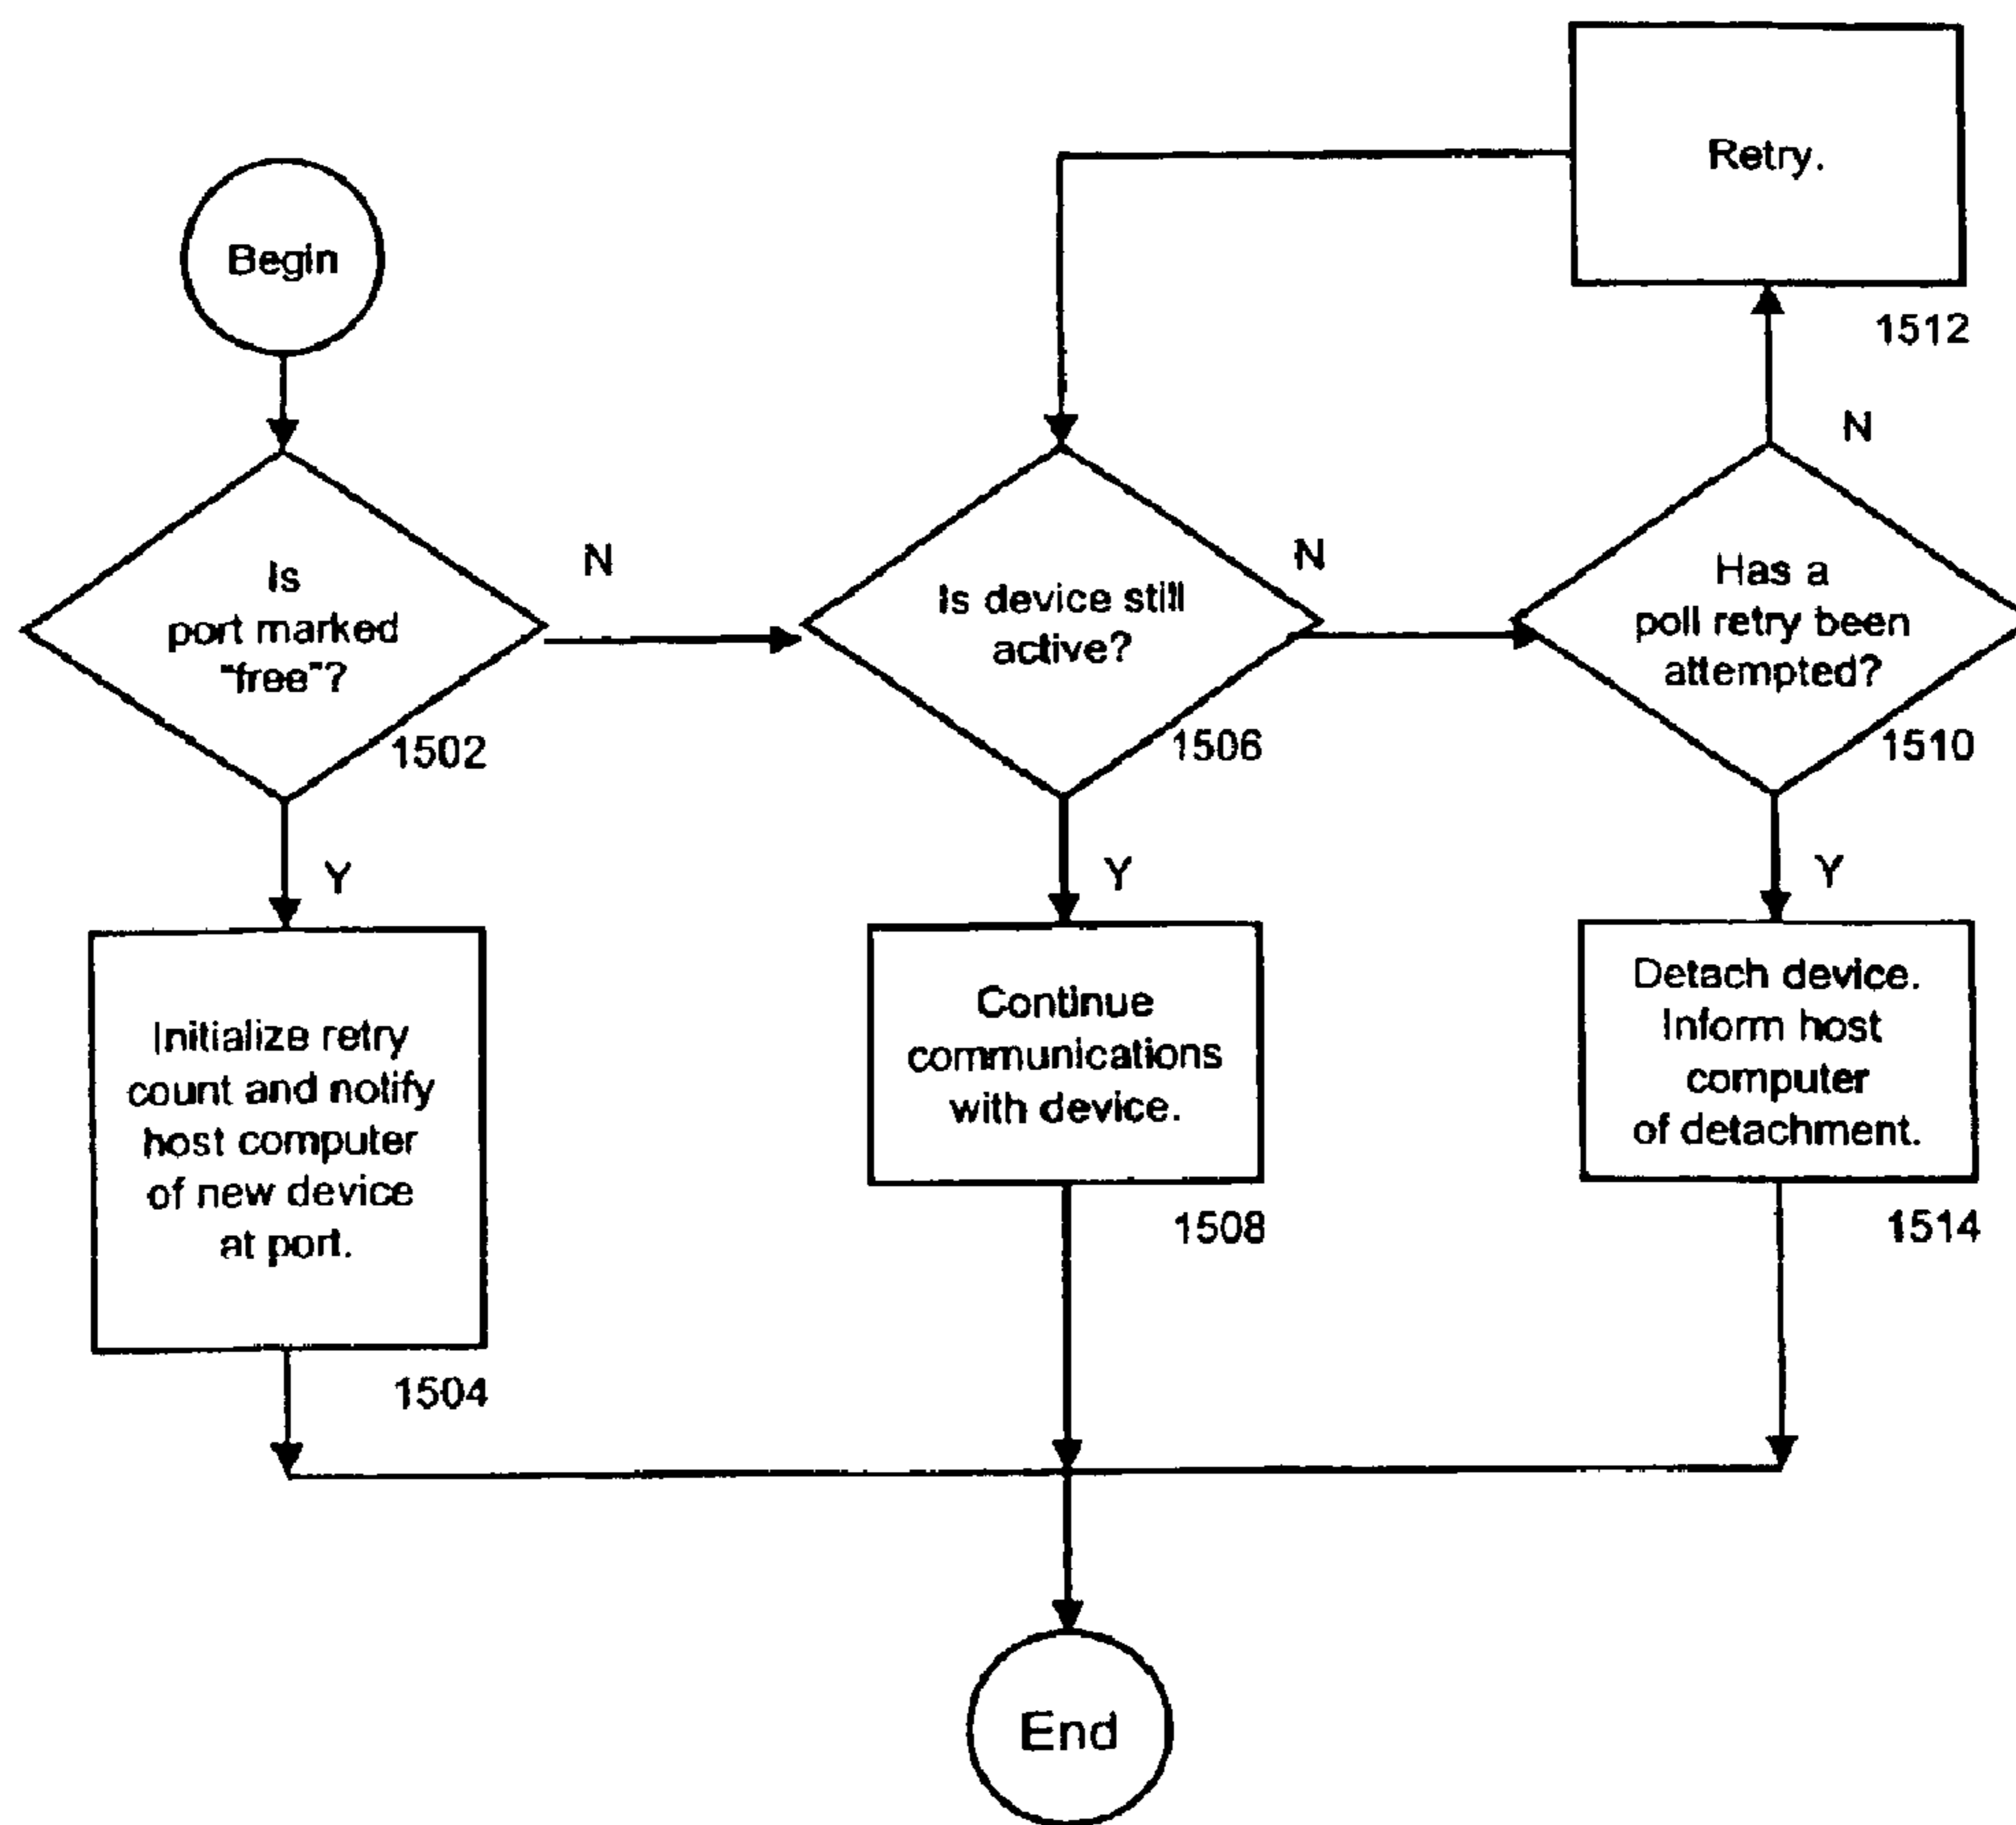 Retry.
1512
Begin
Is
port marked
"free"?
1502
N
Y
Is device still
active?
1506
N
Y
Has a
poll retry been
attempted?
1510
N
Y
Initialize retry
count and notify
host computer
of new device
at port.
1504
Continue
communications
with device.
1508
Detach device.
Inform host
computer
of detachment.
1514
End